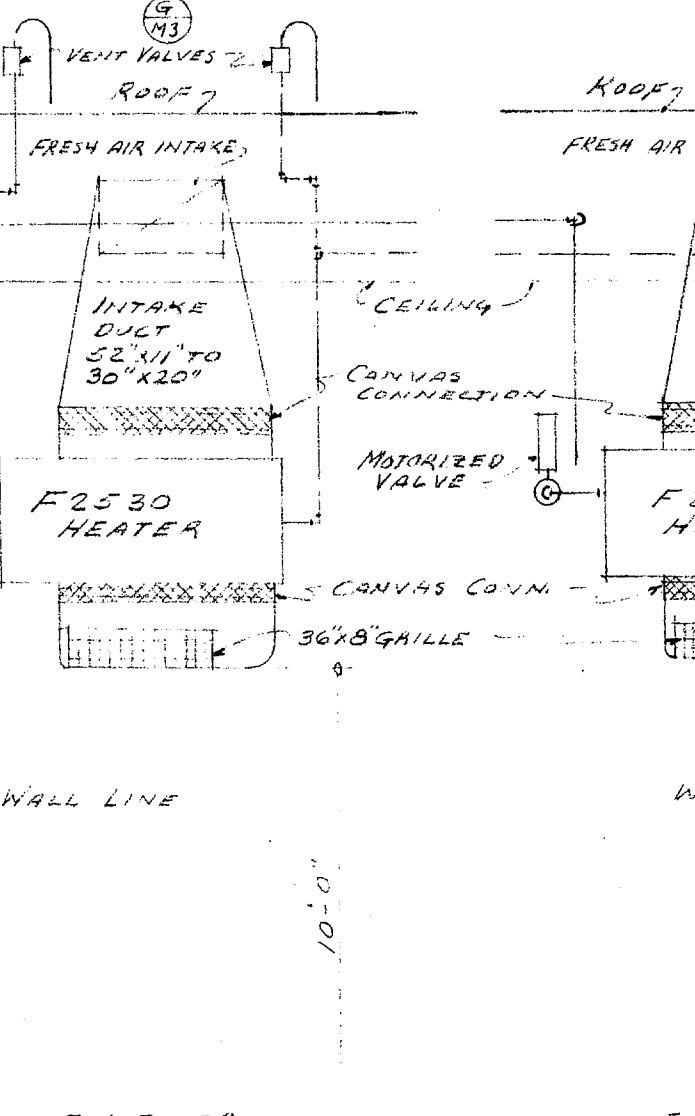 G
M3
VENT VALVES
ROOF
ROOF
FRESH AIR INTAKE
FRESH AIR
INTAKE
DUCT
52"X11" TO
30"X20"
CEILING
CANVAS
CONNECTION
MOTORIZED
VALVE
F2530
HEATER
F
H
CANVAS CONN.
36"X8" GRILLE
WALL LINE
W
10'-0"